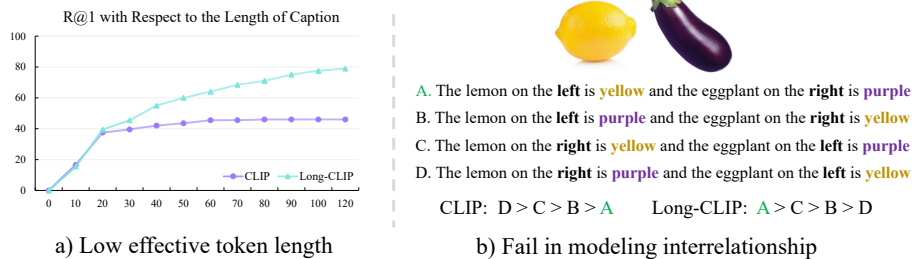 R@1 with Respect to the Length of Caption
100
80
60
40
20
0
0 10 20 30 40 50 60 70 80 90 100 120
CLIP Long-CLIP
a) Low effective token length
A. The lemon on the left is yellow and the eggplant on the right is purple
B. The lemon on the left is purple and the eggplant on the right is yellow
C. The lemon on the right is yellow and the eggplant on the left is purple
D. The lemon on the right is purple and the eggplant on the left is yellow
CLIP: D > C > B > A Long-CLIP: A > C > B > D
b) Fail in modeling interrelationship